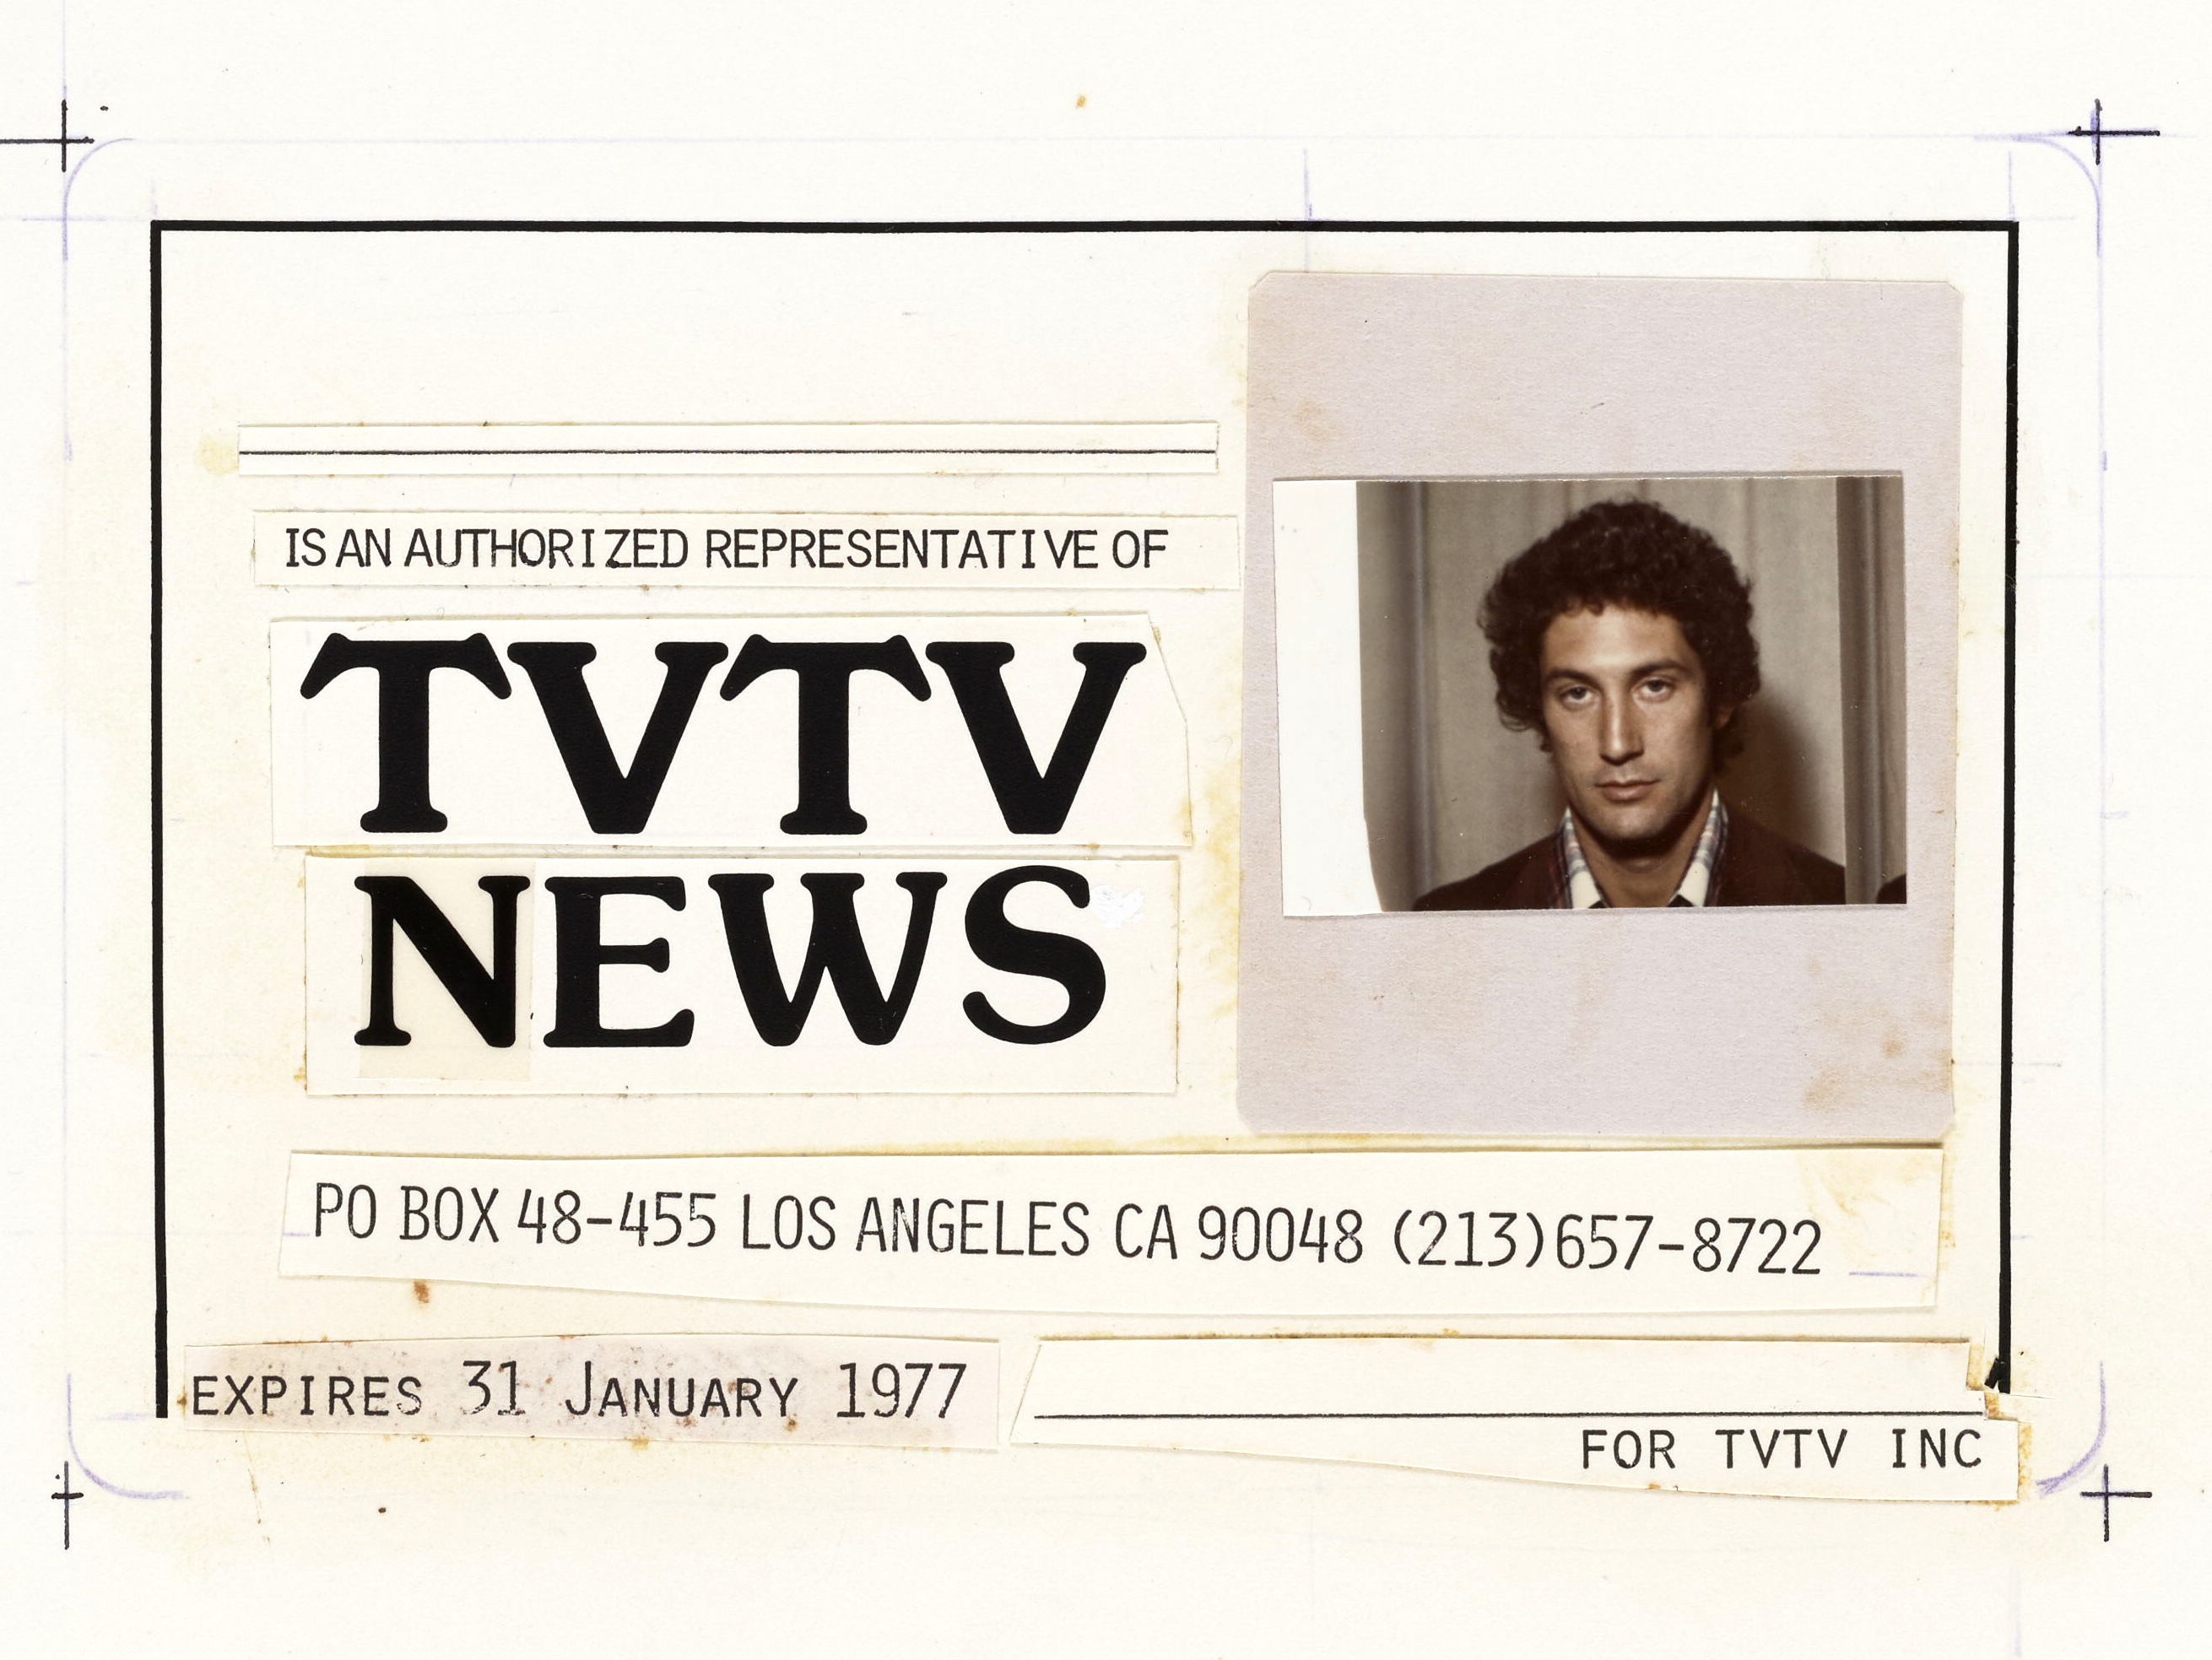 IS AN AUTHORIZED REPRESENTATIVE OF
TVTV
NEWS
PO BOX 48-455 LOS ANGELES CA 90048 (213)657-8722
EXPIRES 31 JANUARY 1977
FOR TVTV INC